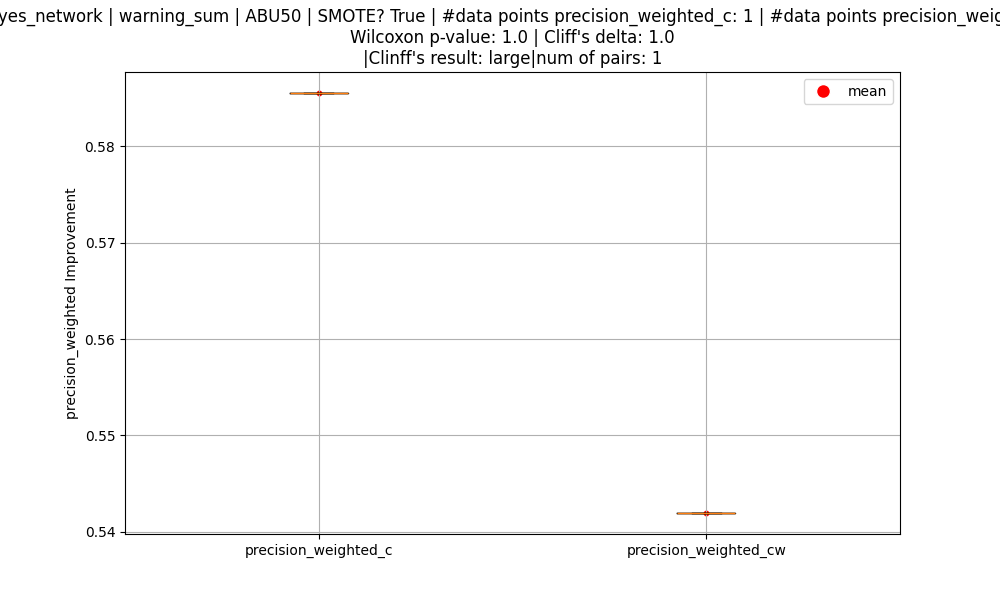 yes_network | warning_sum | ABU50 | SMOTE? True | #data points precision_weighted_c: 1 | #data points
Wilcoxon p-value: 1.0 | Cliff's delta: 1.0
|Clinff's result: large|num of pairs: 1
mean
0.58
0.57
0.56
0.55
0.54
precision_weighted Improvement
precision_weighted_c
precision_weighted_cw